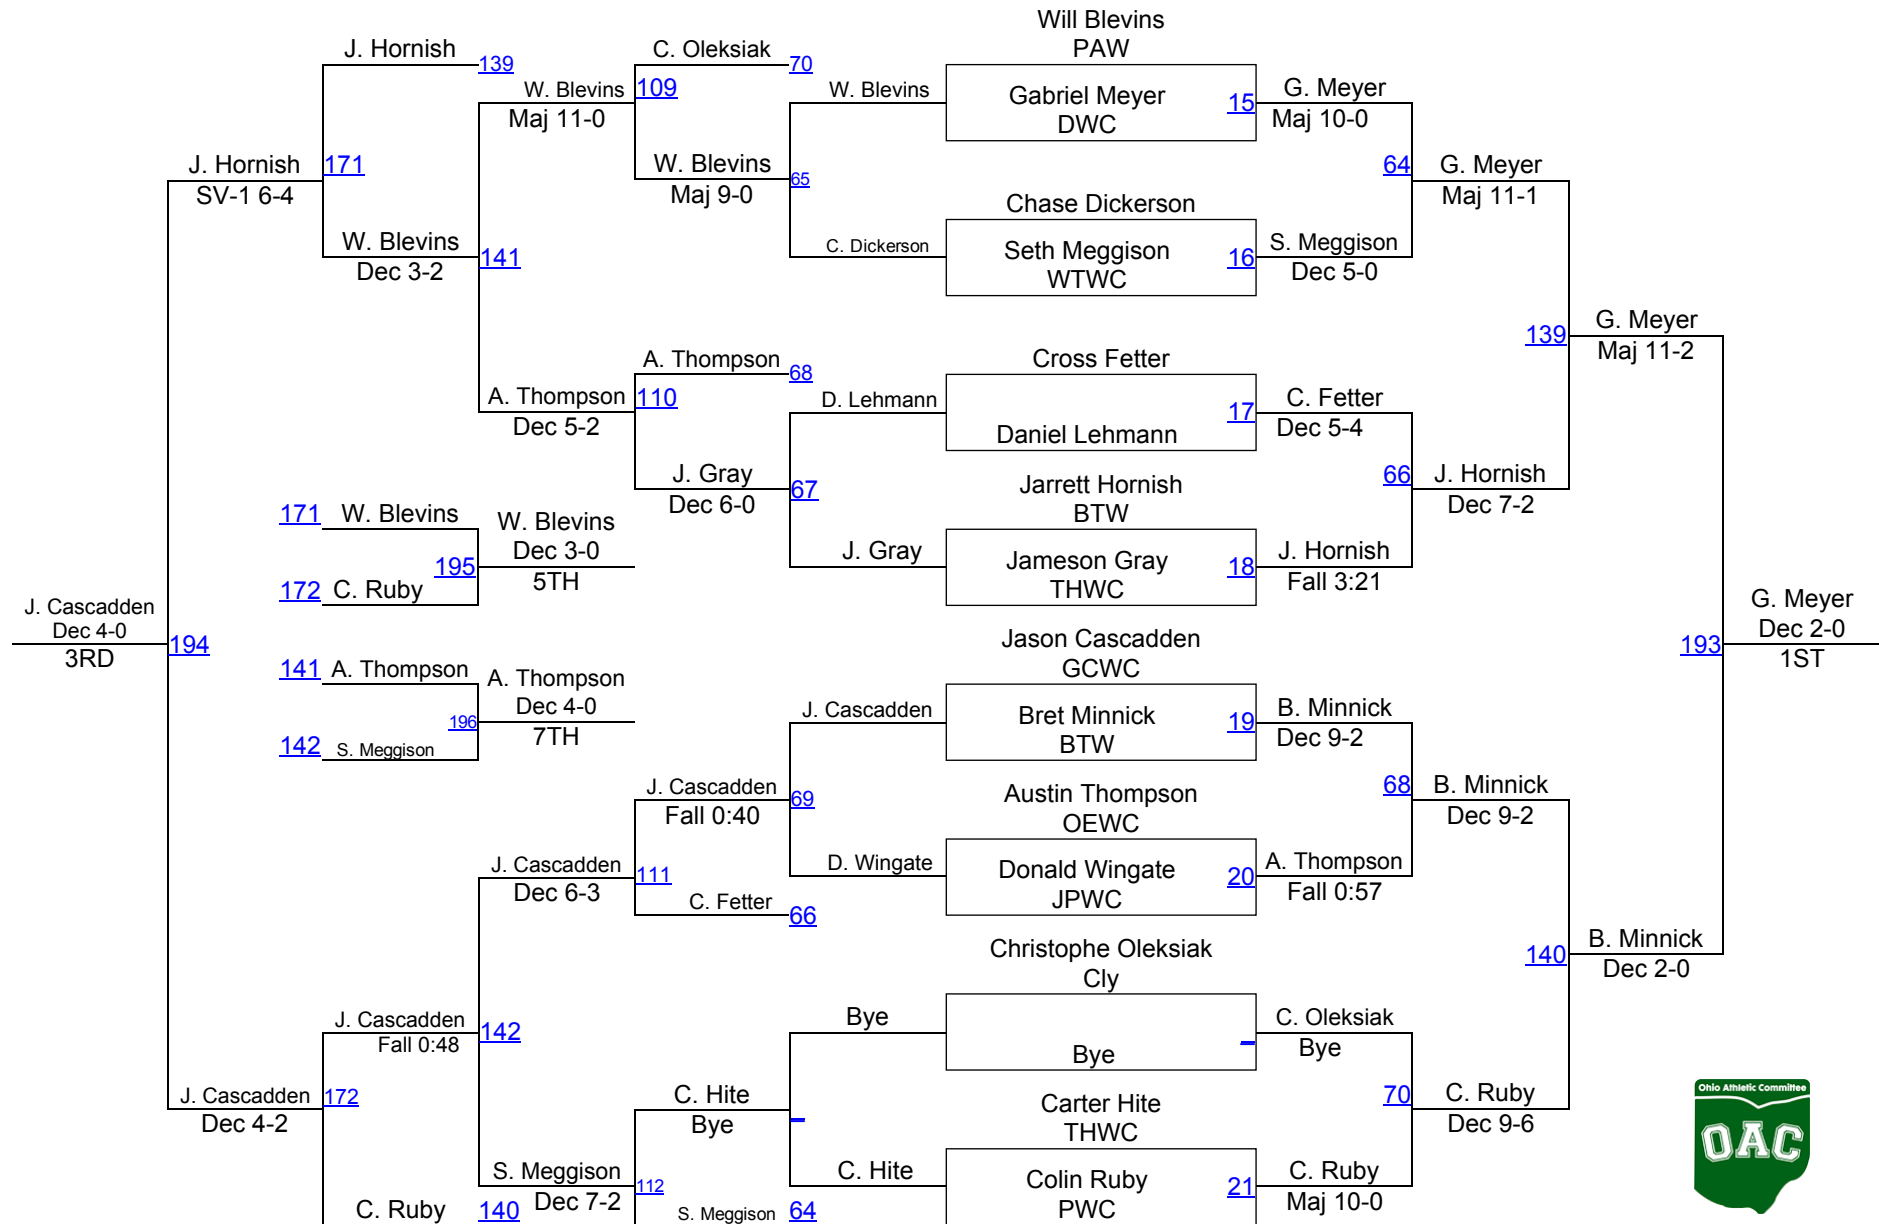 Will Blevins
PAW
J. Hornish
139
C. Oleksiak
70
W. Blevins
109
Maj 11-0
W. Blevins
Gabriel Meyer
DWC
15
G. Meyer
Maj 10-0
J. Hornish
171
SV-1 6-4
W. Blevins
65
Maj 9-0
64
G. Meyer
Maj 11-1
Chase Dickerson
W. Blevins
Dec 3-2
141
C. Dickerson
Seth Meggison
WTWC
16
S. Meggison
Dec 5-0
139
G. Meyer
Maj 11-2
A. Thompson
68
Cross Fetter
A. Thompson
110
Dec 5-2
D. Lehmann
Daniel Lehmann
17
C. Fetter
Dec 5-4
J. Gray
67
Dec 6-0
Jarrett Hornish
BTW
66
J. Hornish
Dec 7-2
171
W. Blevins
W. Blevins
Dec 3-0
195
5TH
172
C. Ruby
J. Gray
Jameson Gray
THWC
18
J. Hornish
Fall 3:21
J. Cascadden
Dec 4-0
194
3RD
G. Meyer
Dec 2-0
193
1ST
Jason Cascadden
GCWC
141
A. Thompson
A. Thompson
Dec 4-0
196
7TH
142
S. Meggison
J. Cascadden
Bret Minnick
BTW
19
B. Minnick
Dec 9-2
J. Cascadden
69
Fall 0:40
Austin Thompson
OEWC
68
B. Minnick
Dec 9-2
J. Cascadden
111
Dec 6-3
D. Wingate
Donald Wingate
JPWC
20
A. Thompson
Fall 0:57
C. Fetter
66
Christophe Oleksiak
Cly
140
B. Minnick
Dec 2-0
J. Cascadden
142
Fall 0:48
Bye
Bye
C. Oleksiak
Bye
J. Cascadden
172
Dec 4-2
C. Hite
Bye
Carter Hite
THWC
70
C. Ruby
Dec 9-6
S. Meggison
112
Dec 7-2
C. Hite
Colin Ruby
PWC
21
C. Ruby
Maj 10-0
C. Ruby
140
S. Meggison
64
Ohio Athletic Committee
OAC